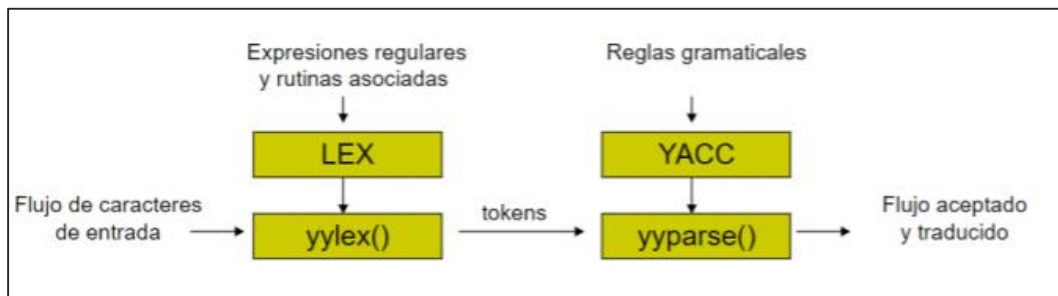 Expresiones regulares
y rutinas asociadas
Reglas gramaticales
LEX
YACC
Flujo de caracteres
de entrada
yylex()
tokens
yyparse()
Flujo aceptado
y traducido